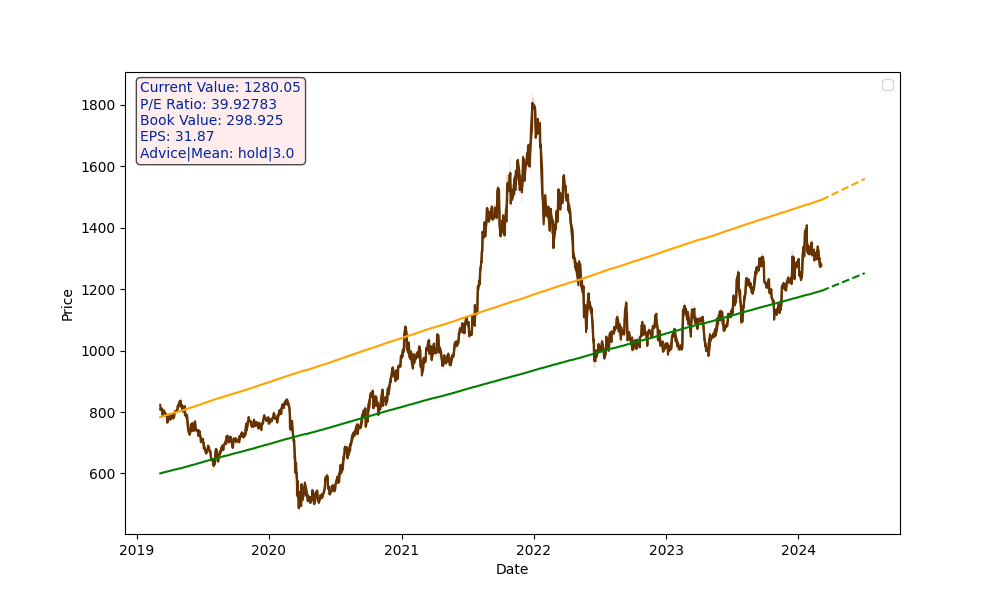 Current Value: 1280.05
P/E Ratio: 39.92783
Book Value: 298.925
EPS: 31.87
Advice|Mean: hold|3.0
1800
1600
1400
1200
1000
800
600
Price
2019 2020 2021 2022 2023 2024
Date